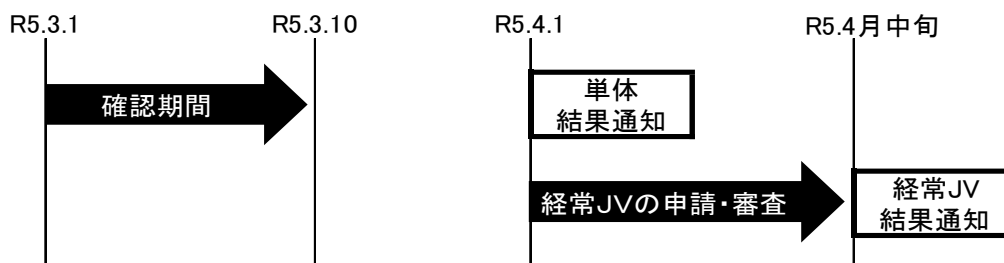 R5.3.1
R5.3.10
R5.4.1
R5.4月中旬
確認期間
単体
結果通知
経常JVの申請・審査
経常JV
結果通知